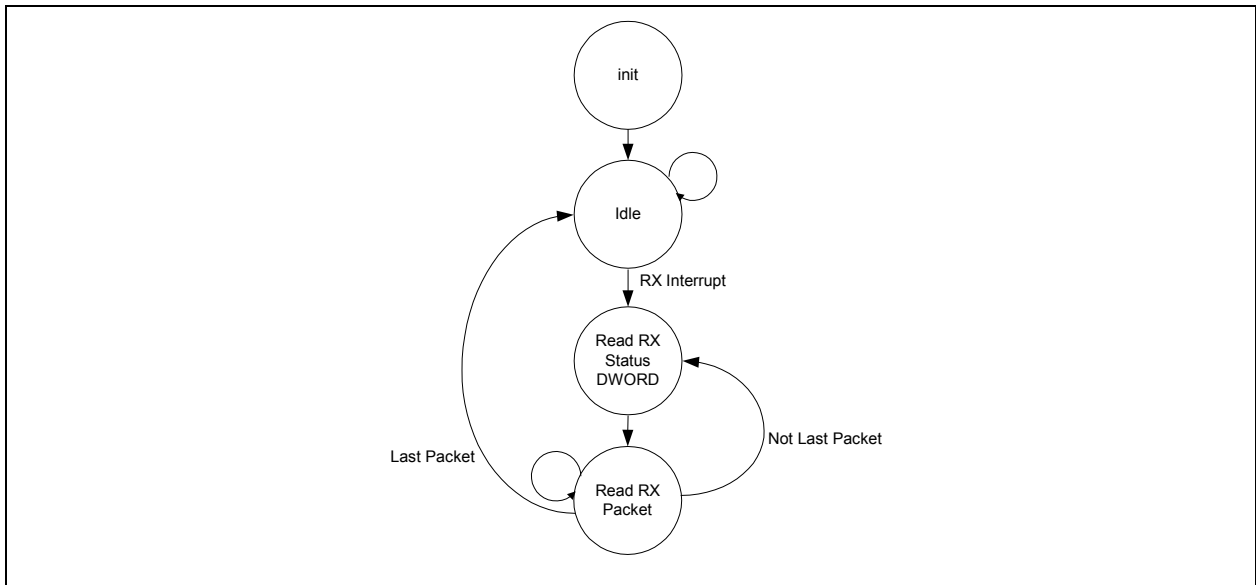 init
Idle
RX Interrupt
Read RX
Status
DWORD
Not Last Packet
Last Packet
Read RX
Packet